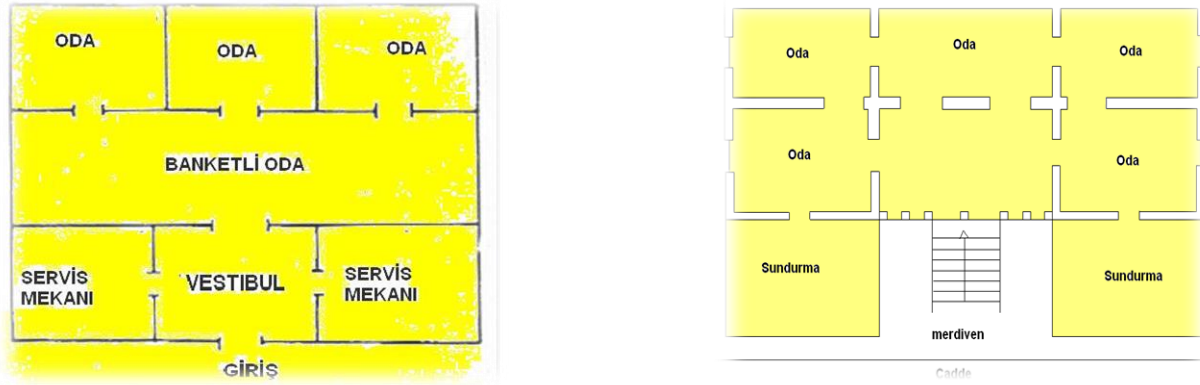 ODA
ODA
ODA
BANKETLİ ODA
SERVİS
MEKANI
VESTIBUL
SERVİS
MEKANI
GİRİŞ
Oda
Oda
Oda
Oda
Oda
Sundurma
Sundurma
merdiven
Cadde